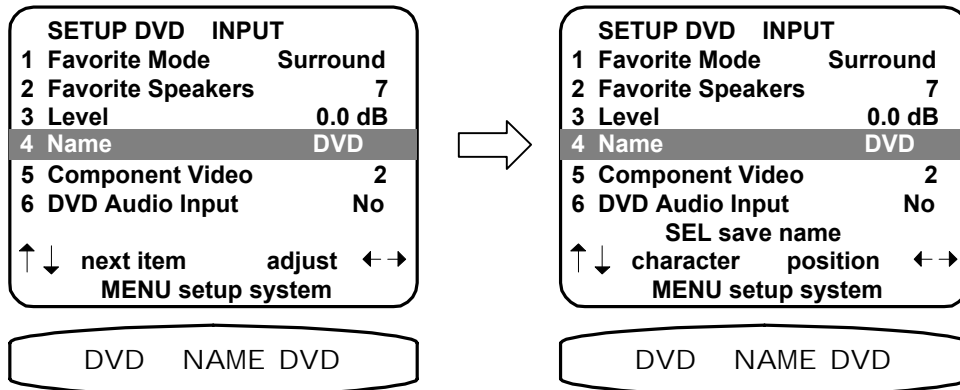 SETUP DVD INPUT
1 Favorite Mode Surround
2 Favorite Speakers 7
3 Level 0.0 dB
4 Name DVD
5 Component Video 2
6 DVD Audio Input No
↑↓ next item adjust ←→
MENU setup system
DVD NAME DVD
SETUP DVD INPUT
1 Favorite Mode Surround
2 Favorite Speakers 7
3 Level 0.0 dB
4 Name DVD
5 Component Video 2
6 DVD Audio Input No
SEL save name
↑↓ character position ←→
MENU setup system
DVD NAME DVD